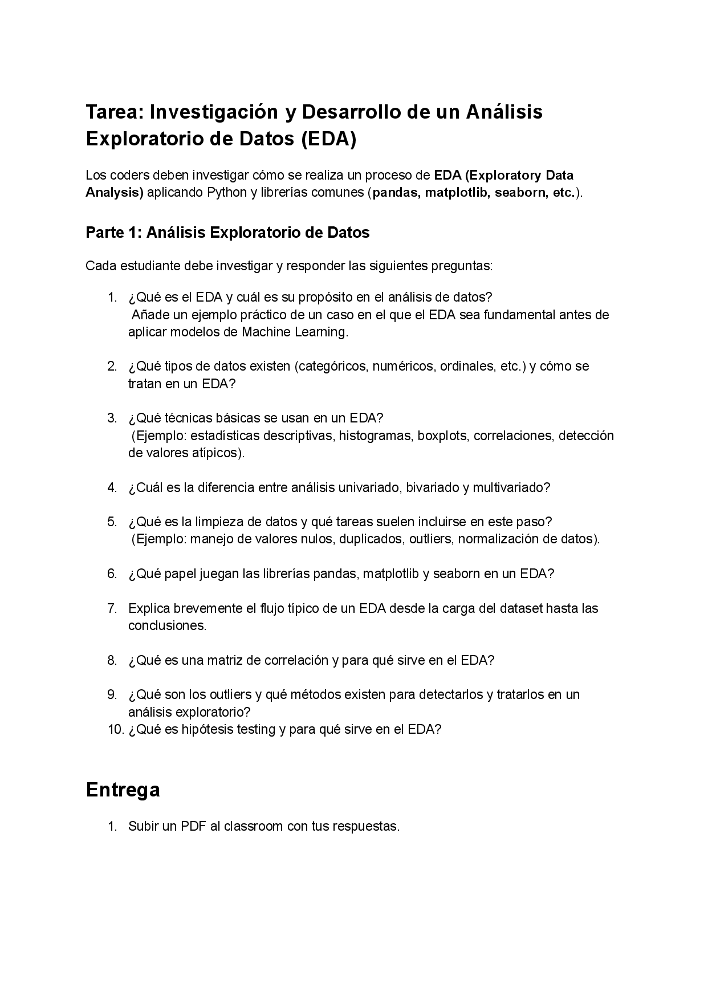 Tarea: Investigación y Desarrollo de un Análisis
Exploratorio de Datos (EDA)
Los coders deben investigar cómo se realiza un proceso de EDA (Exploratory Data
Analysis) aplicando Python y librerías comunes (pandas, matplotlib, seaborn, etc.).
Parte 1: Análisis Exploratorio de Datos
Cada estudiante debe investigar y responder las siguientes preguntas:
1. ¿Qué es el EDA y cuál es su propósito en el análisis de datos?
Añade un ejemplo práctico de un caso en el que el EDA sea fundamental antes de
aplicar modelos de Machine Learning.
2. ¿Qué tipos de datos existen (categóricos, numéricos, ordinales, etc.) y cómo se
tratan en un EDA?
3. ¿Qué técnicas básicas se usan en un EDA?
(Ejemplo: estadísticas descriptivas, histogramas, boxplots, correlaciones, detección
de valores atípicos).
4. ¿Cuál es la diferencia entre análisis univariado, bivariado y multivariado?
5. ¿Qué es la limpieza de datos y qué tareas suelen incluirse en este paso?
(Ejemplo: manejo de valores nulos, duplicados, outliers, normalización de datos).
6. ¿Qué papel juegan las librerías pandas, matplotlib y seaborn en un EDA?
7. Explica brevemente el flujo típico de un EDA desde la carga del dataset hasta las
conclusiones.
8. ¿Qué es una matriz de correlación y para qué sirve en el EDA?
9. ¿Qué son los outliers y qué métodos existen para detectarlos y tratarlos en un
análisis exploratorio?
10. ¿Qué es hipótesis testing y para qué sirve en el EDA?
Entrega
1. Subir un PDF al classroom con tus respuestas.